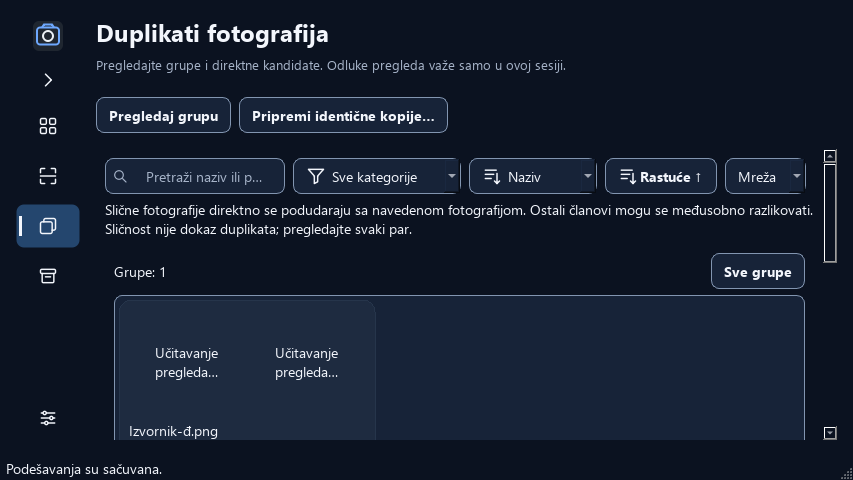 Duplikati fotografija
Pregledajte grupe i direktne kandidate. Odluke pregleda važe samo u ovoj sesiji.
Pregledaj grupu
Pripremi identične kopije...
Pretraži naziv ili p...
Sve kategorije
Naziv
Rastuće ↑
Mreža
Slične fotografije direktno se podudaraju sa navedenom fotografijom. Ostali članovi mogu se međusobno razlikovati.
Sličnost nije dokaz duplikata; pregledajte svaki par.
Grupe: 1
Sve grupe
Učitavanje
pregleda...
Učitavanje
pregleda...
Izvornik-đ.png
Podešavanja su sačuvana.